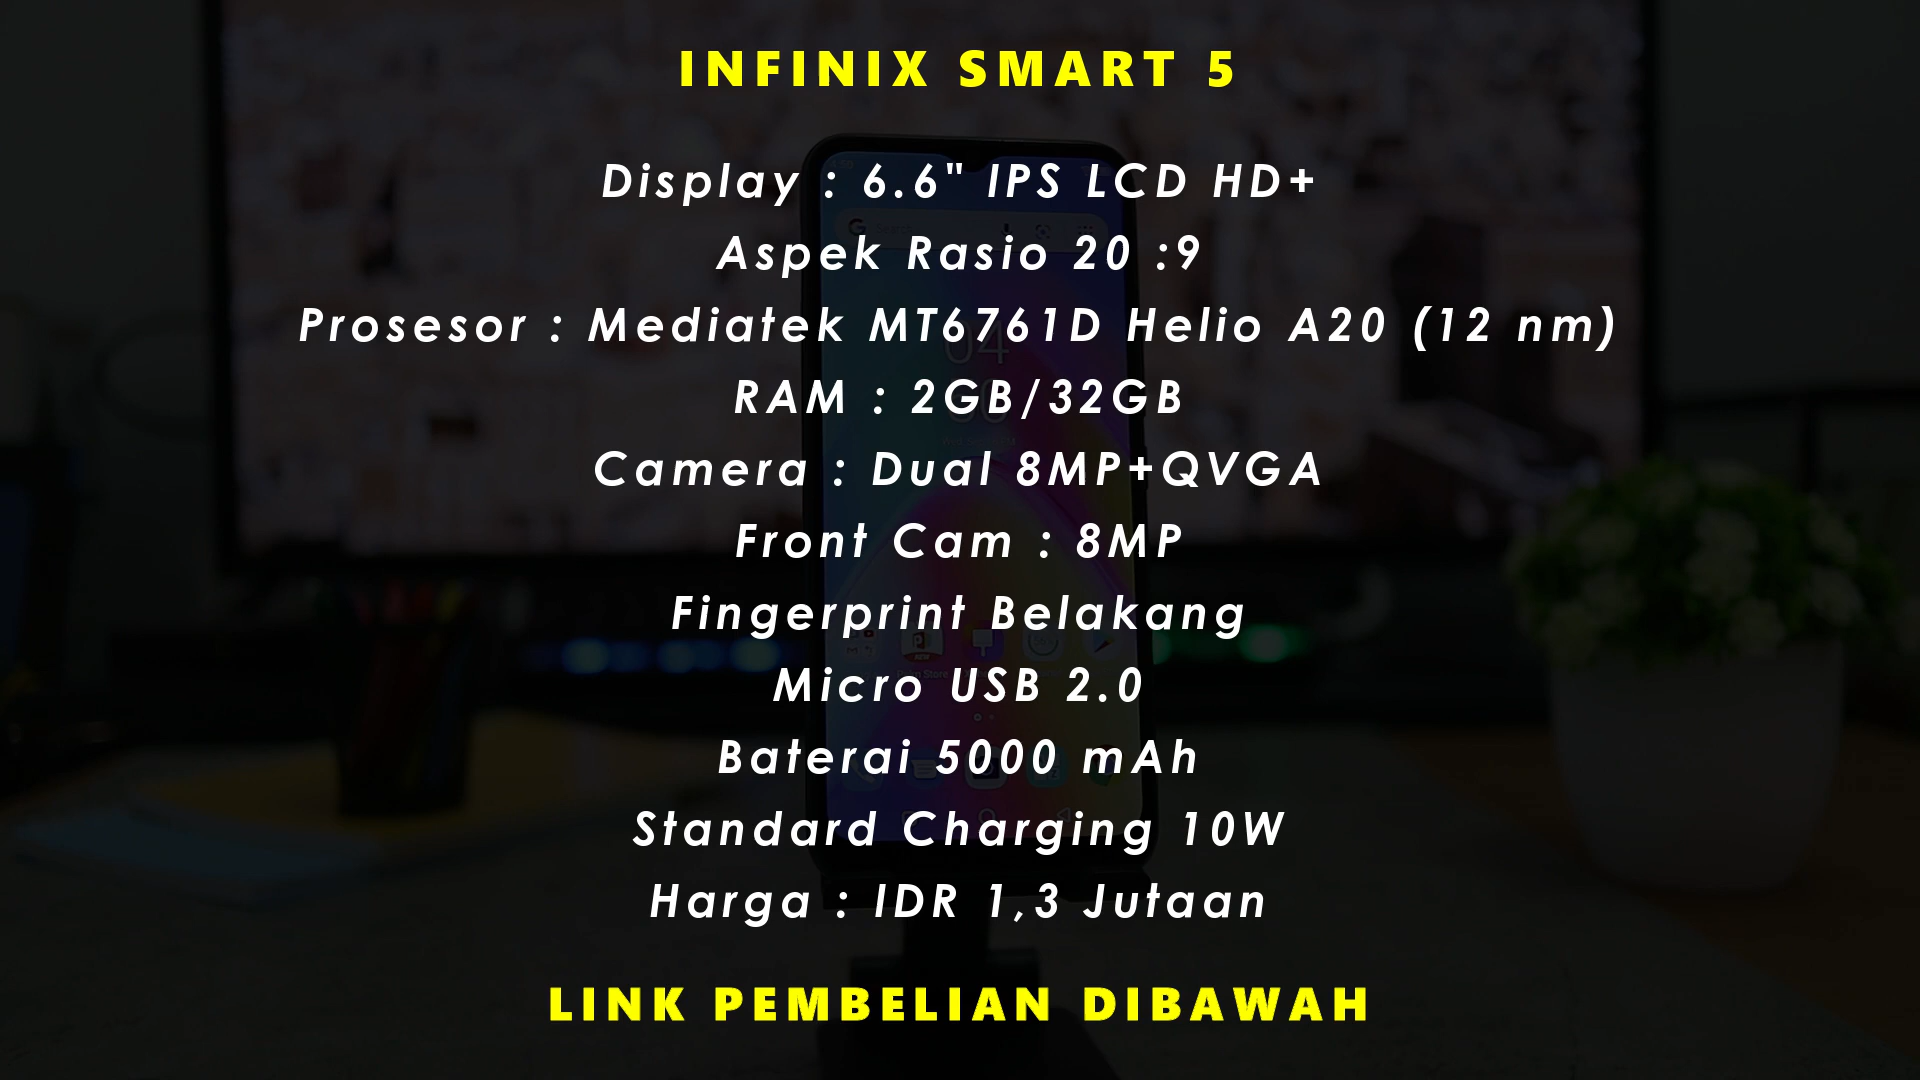 INFINIX SMART 5
Display : 6.6" IPS LCD HD+
Aspek Rasio 20 :9
Prosesor : Mediatek MT6761D Helio A20 (12 nm)
RAM : 2GB/32GB
Camera : Dual 8MP+QVGA
Front Cam : 8MP
Fingerprint Belakang
Micro USB 2.0
Baterai 5000 mAh
Standard Charging 10W
Harga : IDR 1,3 Jutaan
LINK PEMBELIAN DIBAWAH